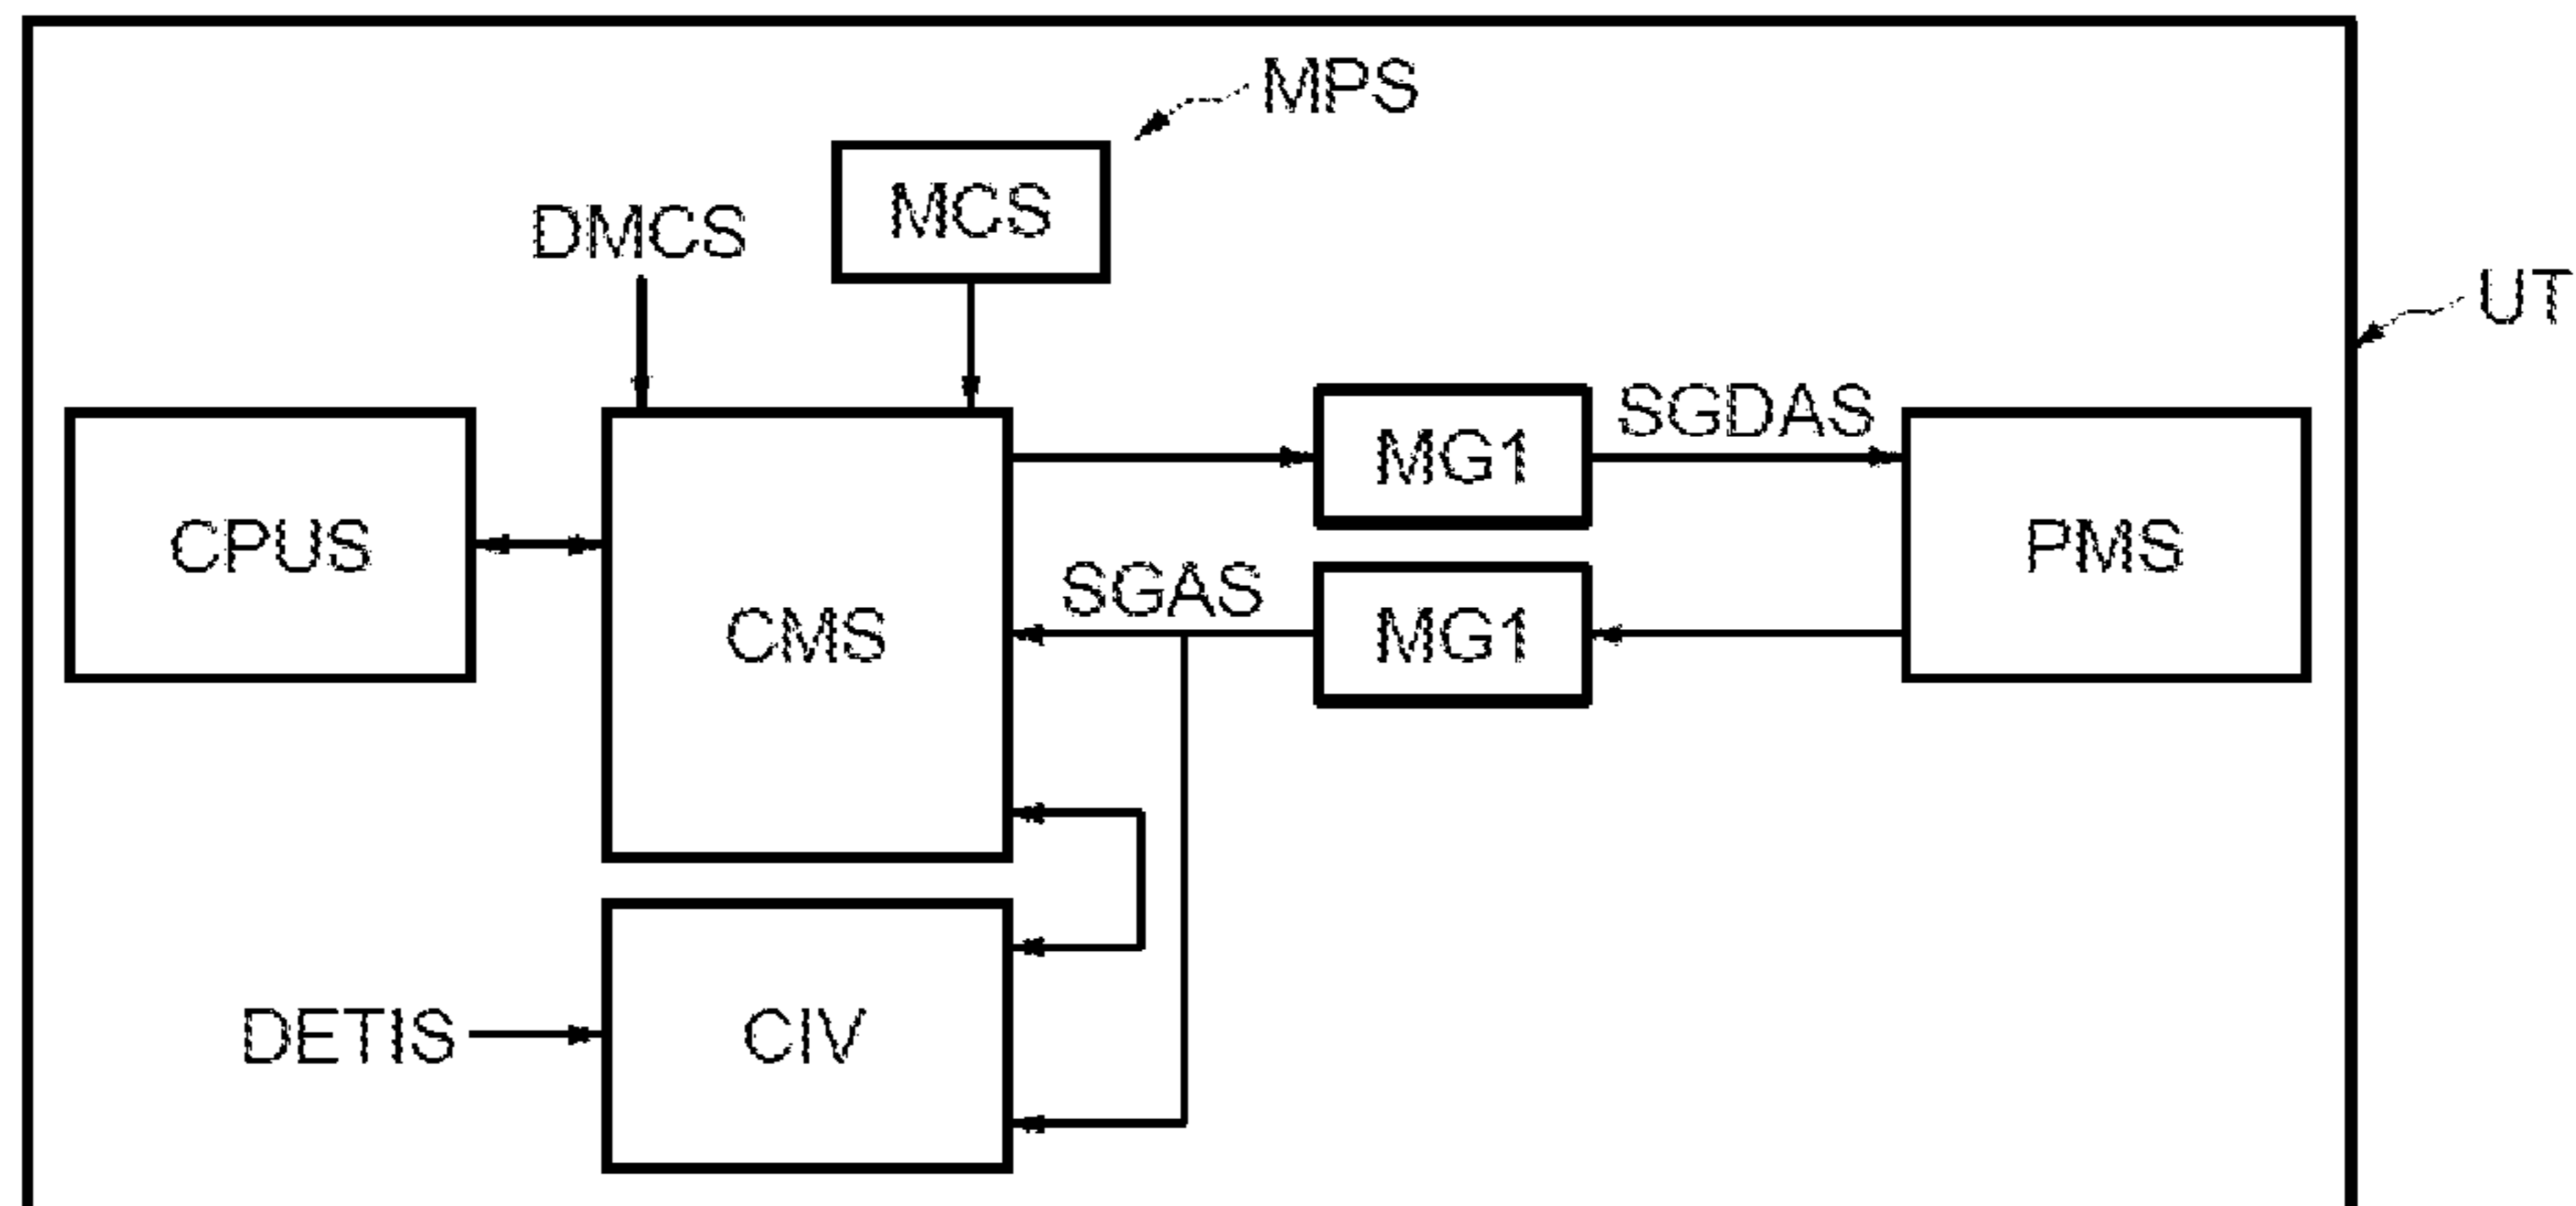 MPS
MCS
DMCS
UT
MG1
SGDAS
CPUS
PMS
SGAS
MG1
CMS
DETIS
CIV